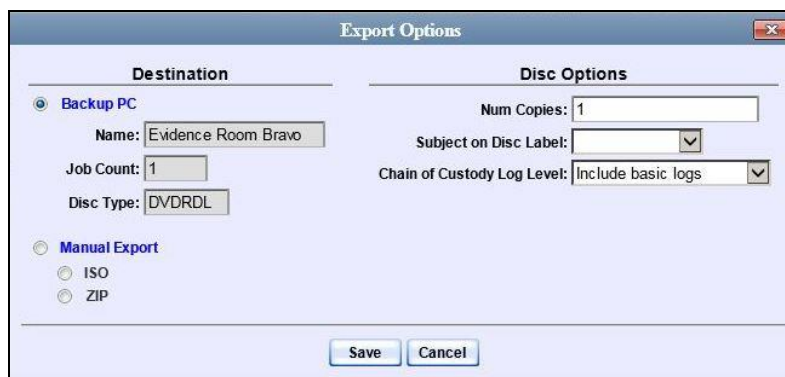 Export Options
Destination
Backup PC
Name: Evidence Room Bravo
Job Count: 1
Disc Type: DVDRDL
Manual Export
ISO
ZIP
Disc Options
Num Copies: 1
Subject on Disc Label:
Chain of Custody Log Level: Include basic logs
Save
Cancel